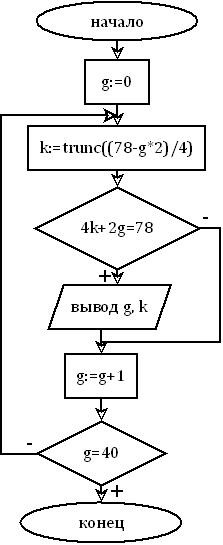 начало
g:=0
k:=trunc((78-g*2)/4)
4k+2g=78
-
+
вывод g, k
g:=g+1
-
g=40
+
конец